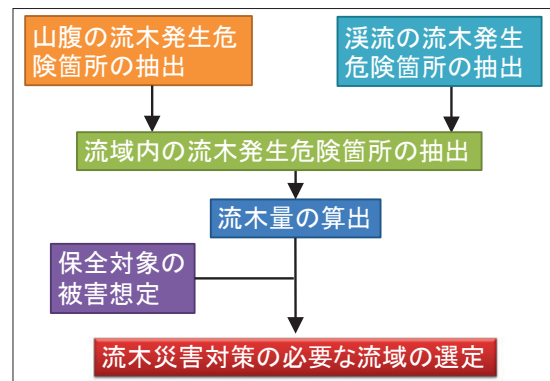 山腹の流木発生危
険箇所の抽出
渓流の流木発生
危険箇所の抽出
流域内の流木発生危険箇所の抽出
流木量の算出
保全対象の
被害想定
流木災害対策の必要な流域の選定